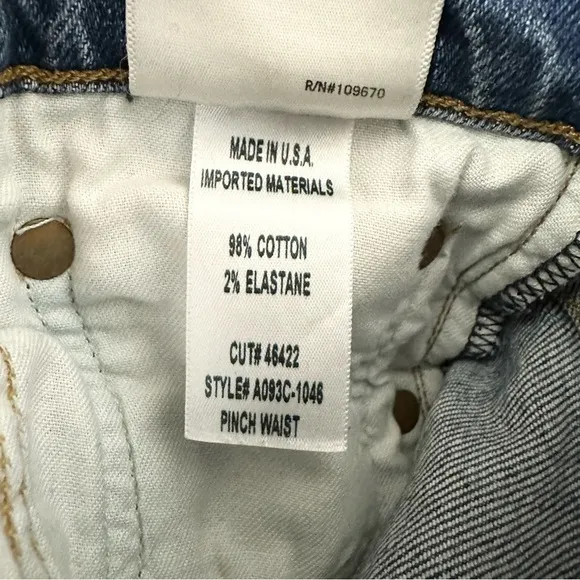 R/N#109670
MADE IN U.S.A.
IMPORTED MATERIALS
98% COTTON
2% ELASTANE
CUT# 46422
STYLE# A093C-1046
PINCH WAIST